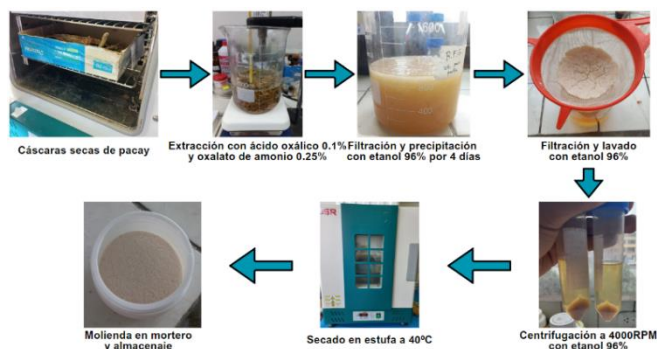 Cáscaras secas de pacay
Extracción con ácido oxálico 0.1%
y oxalato de amonio 0.25%
Filtración y precipitación
con etanol 96% por 4 días
Filtración y lavado
con etanol 96%
Centrifugación a 4000RPM
con etanol 96%
Secado en estufa a 40ºC
Molienda en mortero
y almacenaje